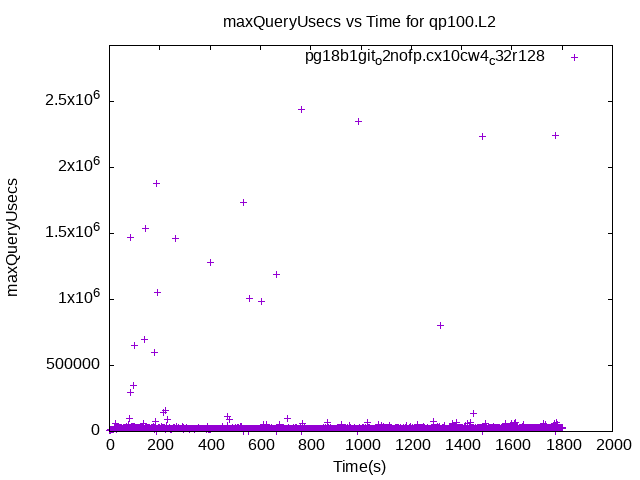 maxQueryUsecs vs Time for qp100.L2
pg18b1git_o2nofp.cx10cw4_c32r128
2.5x10^6
2x10^6
1.5x10^6
1x10^6
500000
0
maxQueryUsecs
0 200 400 600 800 1000 1200 1400 1600 1800 2000
Time(s)